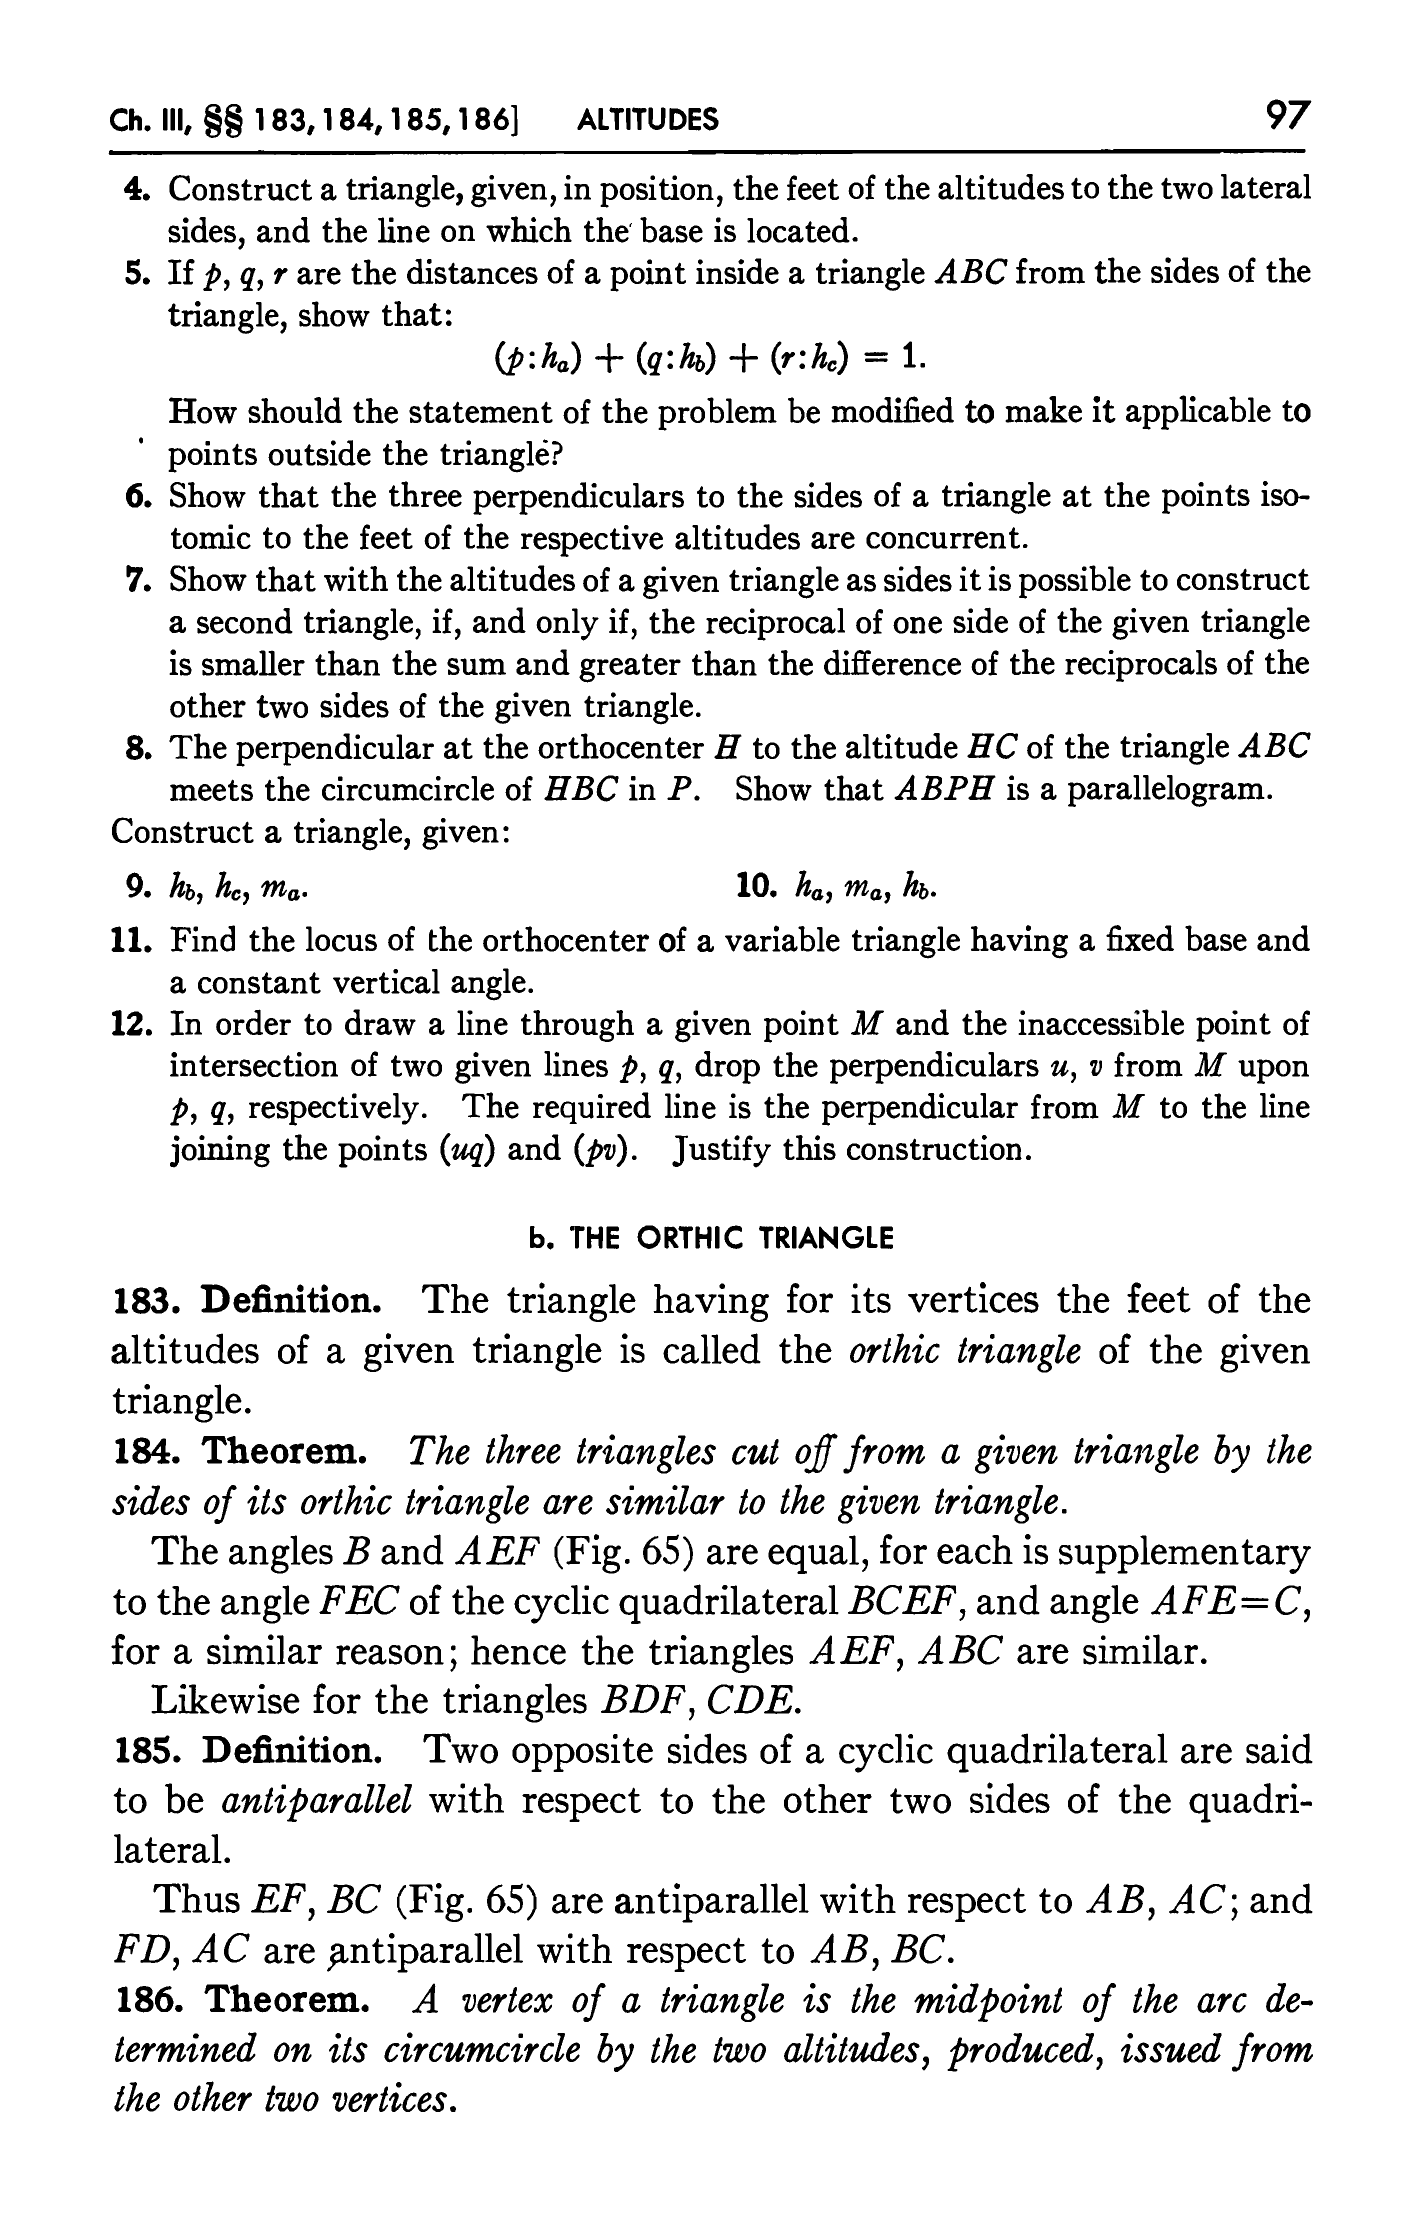 Ch. III, §§ 183, 184, 185, 186] ALTITUDES 97
4. Construct a triangle, given, in position, the feet of the altitudes to the two lateral
sides, and the line on which the base is located.
5. If p, q, r are the distances of a point inside a triangle ABC from the sides of the
triangle, show that:
(p:hₐ) + (q:h_b) + (r:h_c) = 1.
How should the statement of the problem be modified to make it applicable to
points outside the triangle?
6. Show that the three perpendiculars to the sides of a triangle at the points iso-
tomic to the feet of the respective altitudes are concurrent.
7. Show that with the altitudes of a given triangle as sides it is possible to construct
a second triangle, if, and only if, the reciprocal of one side of the given triangle
is smaller than the sum and greater than the difference of the reciprocals of the
other two sides of the given triangle.
8. The perpendicular at the orthocenter H to the altitude HC of the triangle ABC
meets the circumcircle of HBC in P. Show that ABPH is a parallelogram.
Construct a triangle, given:
9. h_b, h_c, mₐ. 10. hₐ, mₐ, h_b.
11. Find the locus of the orthocenter of a variable triangle having a fixed base and
a constant vertical angle.
12. In order to draw a line through a given point M and the inaccessible point of
intersection of two given lines p, q, drop the perpendiculars u, v from M upon
p, q, respectively. The required line is the perpendicular from M to the line
joining the points (uq) and (pv). Justify this construction.
b. THE ORTHIC TRIANGLE
183. Definition. The triangle having for its vertices the feet of the
altitudes of a given triangle is called the orthic triangle of the given
triangle.
184. Theorem. The three triangles cut off from a given triangle by the
sides of its orthic triangle are similar to the given triangle.
The angles B and AEF (Fig. 65) are equal, for each is supplementary
to the angle FEC of the cyclic quadrilateral BCEF, and angle AFE=C,
for a similar reason; hence the triangles AEF, ABC are similar.
Likewise for the triangles BDF, CDE.
185. Definition. Two opposite sides of a cyclic quadrilateral are said
to be antiparallel with respect to the other two sides of the quadri-
lateral.
Thus EF, BC (Fig. 65) are antiparallel with respect to AB, AC; and
FD, AC are antiparallel with respect to AB, BC.
186. Theorem. A vertex of a triangle is the midpoint of the arc de-
termined on its circumcircle by the two altitudes, produced, issued from
the other two vertices.